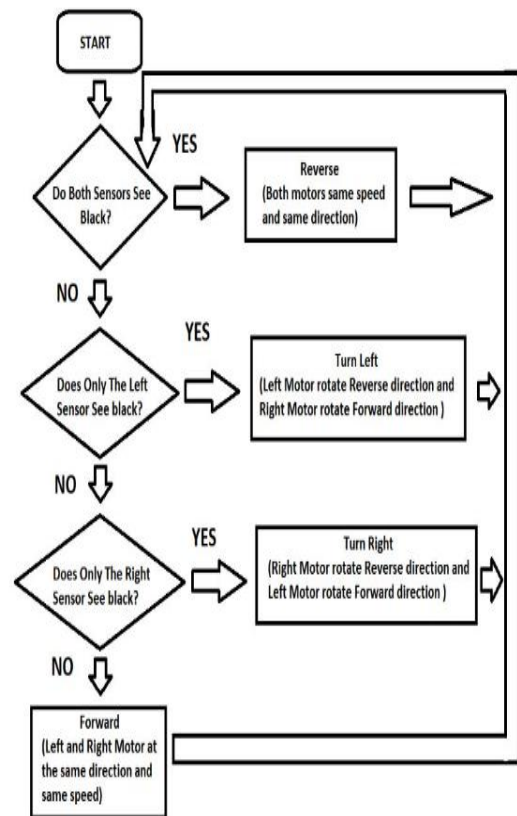 START
YES
Do Both Sensors See
Black?
Reverse
(Both motors same speed
and same direction)
NO
YES
Does Only The Left
Sensor See black?
Turn Left
(Left Motor rotate Reverse direction and
Right Motor rotate Forward direction )
NO
YES
Does Only The Right
Sensor See black?
Turn Right
(Right Motor rotate Reverse direction and
Left Motor rotate Forward direction )
NO
Forward
(Left and Right Motor at
the same direction and
same speed)